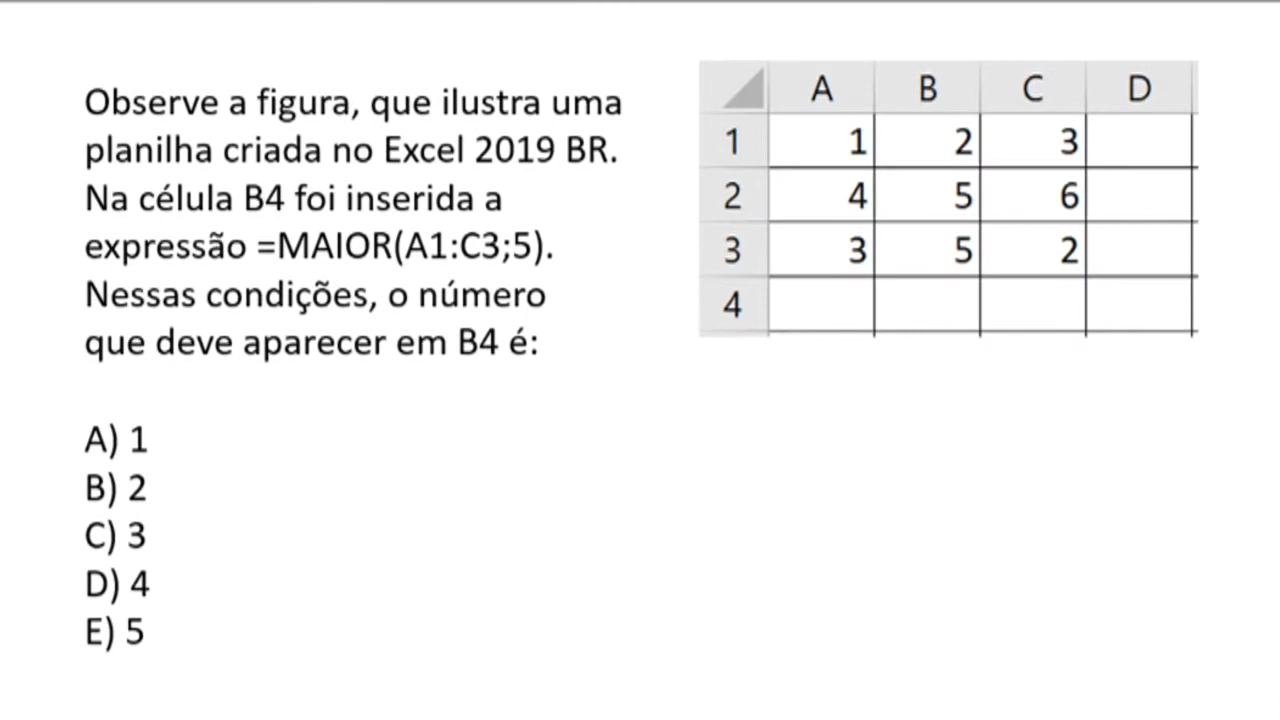 Observe a figura, que ilustra uma
planilha criada no Excel 2019 BR.
Na célula B4 foi inserida a
expressão =MAIOR(A1:C3;5).
Nessas condições, o número
que deve aparecer em B4 é:
A) 1
B) 2
C) 3
D) 4
E) 5
A B C D
1 1 2 3
2 4 5 6
3 3 5 2
4